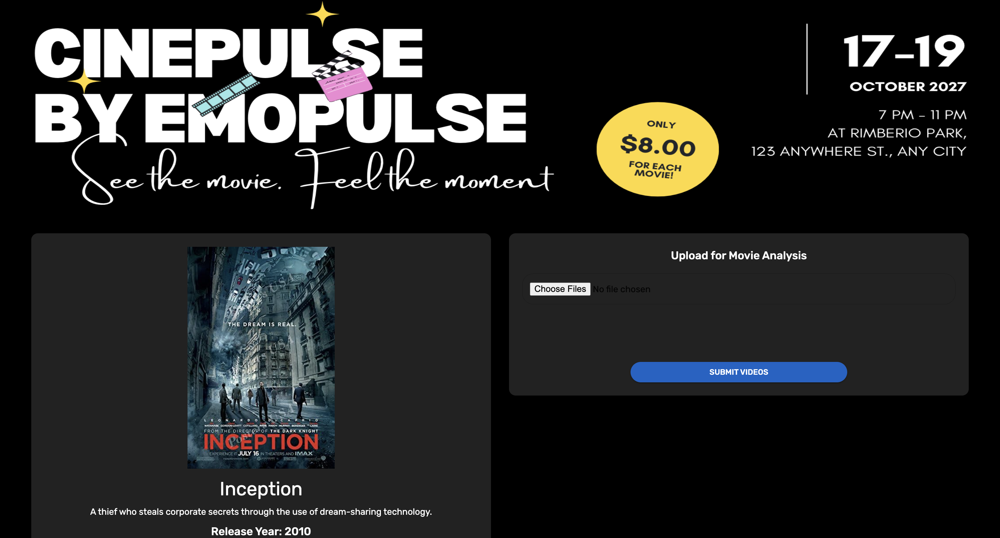 CINEPULSE
BY EMOPULSE
See the movie. Feel the moment
ONLY
$8.00
FOR EACH
MOVIE!
17–19
OCTOBER 2027
7 PM – 11 PM
AT RIMBERIO PARK,
123 ANYWHERE ST., ANY CITY
THE DREAM IS REAL.
LEONARDO DiCAPRIO
WATANABE GORDON-LEVITT COTILLARD PAGE HARDY MURPHY BERENGER AND CAINE
FROM THE DIRECTOR OF THE DARK KNIGHT
INCEPTION
EXPERIENCE IT JULY 16 IN THEATERS AND IMAX
inceptionmovie.com
Inception
A thief who steals corporate secrets through the use of dream-sharing technology.
Release Year: 2010
Upload for Movie Analysis
Choose Files No file chosen
SUBMIT VIDEOS